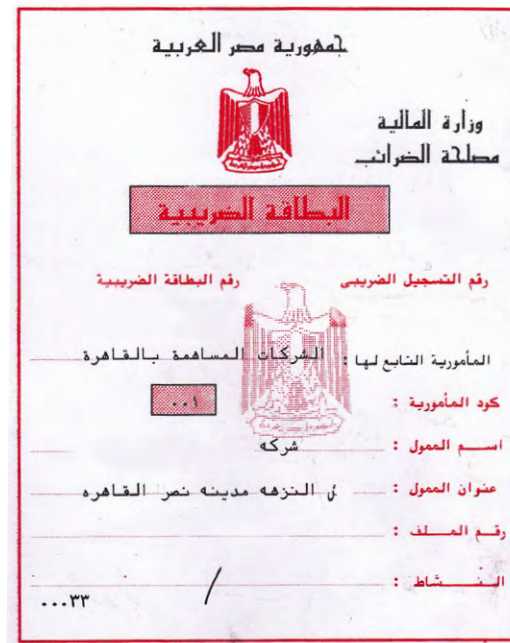 جمهورية مصر العربية
وزارة المالية
مصلحة الضرائب
البطاقة الضريبية
رقم التسجيل الضريبى رقم البطاقة الضريبية
المأمورية التابع لها : الشركات المساهمة بالقاهرة
كود المأمورية : ٠٠١
اسم الممول : شركه
عنوان الممول : النزهه مدينه نصر القاهره
رقم الملف :
النشاط : /
٠٠٠٣٣